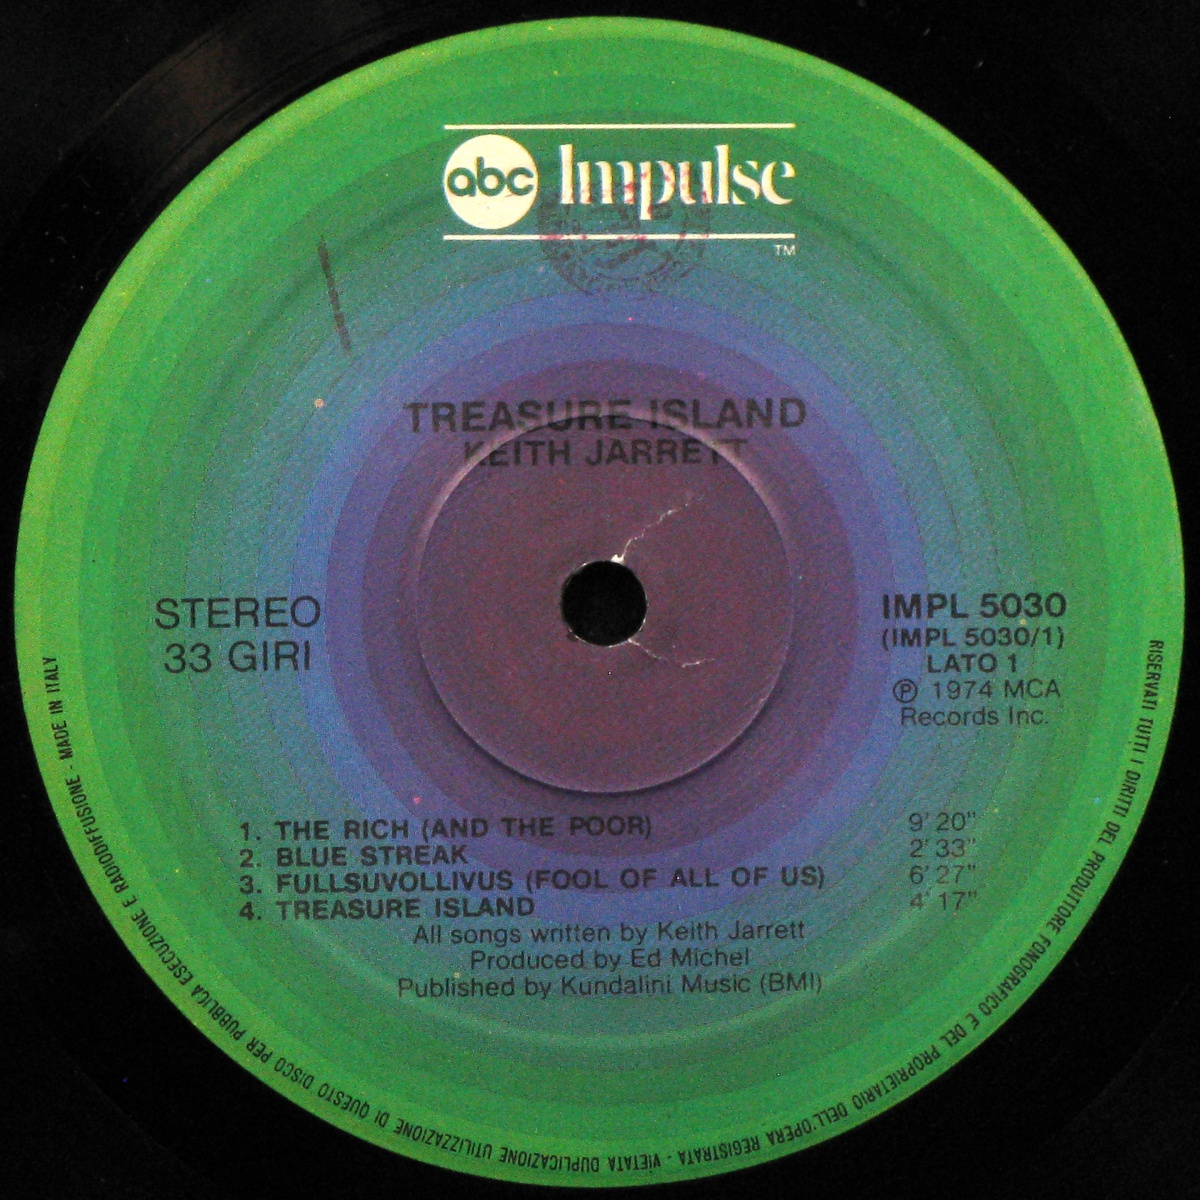 abc Impulse
TM
TREASURE ISLAND
KEITH JARRETT
STEREO
33 GIRI
IMPL 5030
(IMPL 5030/1)
LATO 1
℗ 1974 MCA
Records Inc.
1. THE RICH (AND THE POOR) 9'20"
2. BLUE STREAK 2'33"
3. FULLSUVOLLIVUS (FOOL OF ALL OF US) 6'27"
4. TREASURE ISLAND 4'17"
All songs written by Keith Jarrett
Produced by Ed Michel
Published by Kundalini Music (BMI)
RISERVATI TUTTI I DIRITTI DEL PRODUTTORE FONOGRAFICO E DEL PROPRIETARIO DELL'OPERA REGISTRATA - VIETATA DUPLICAZIONE UTILIZZAZIONE DI QUESTO DISCO PER PUBBLICA ESECUZIONE E RADIODIFFUSIONE - MADE IN ITALY